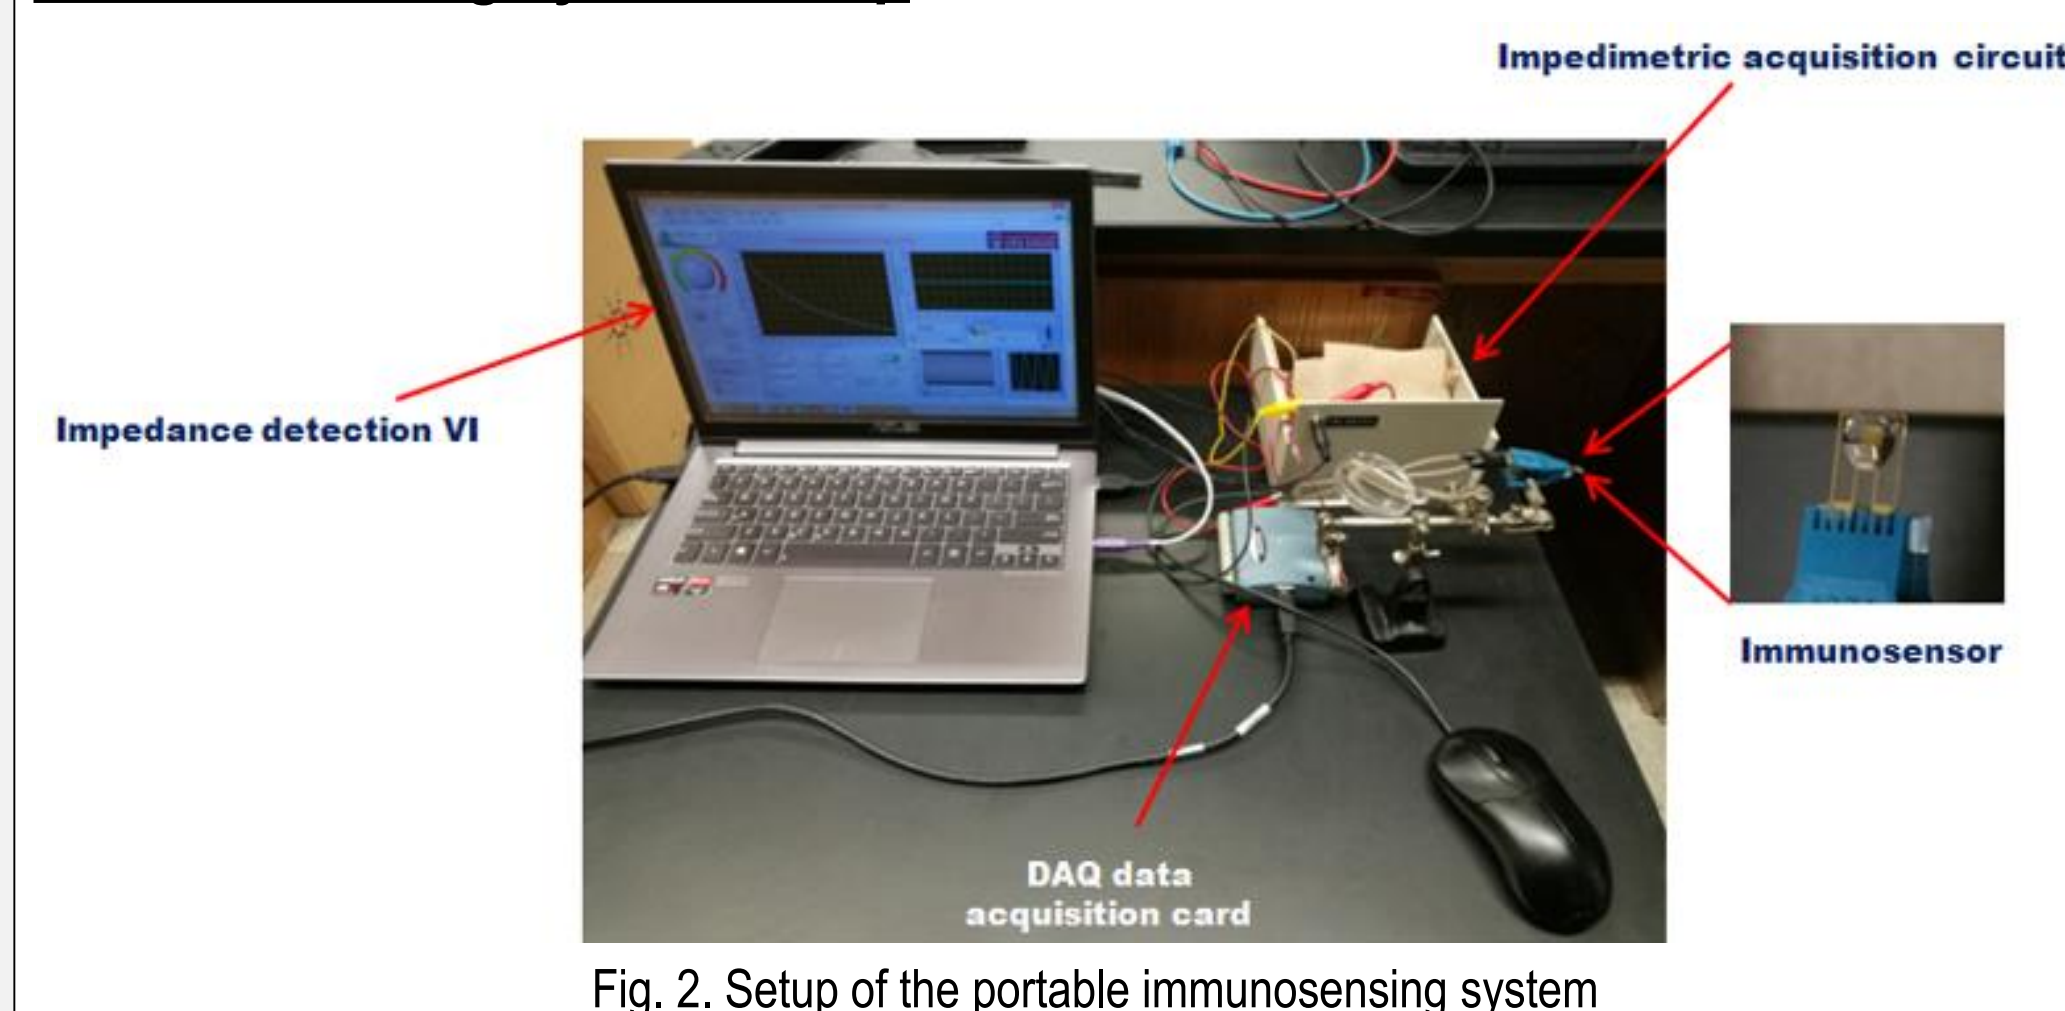 Impedimetric acquisition circuit
Impedance detection VI
Immunosensor
DAQ data
acquisition card
Fig. 2. Setup of the portable immunosensing system